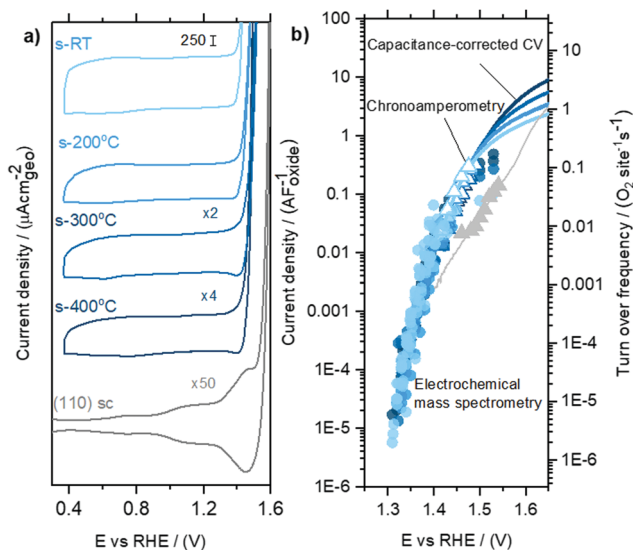 a)
s-RT
250 I
s-200°C
s-300°C
x2
s-400°C
x4
(110) sc
x50
Current density / (μAcm⁻²geo)
0.3 0.6 0.9 1.2 1.6
E vs RHE / (V)
b)
Capacitance-corrected CV
Chronoamperometry
Electrochemical
mass spectrometry
Current density / (AF⁻¹oxide)
100
10
1
0.1
0.01
0.001
1E-4
1E-5
1E-6
1.3 1.4 1.5 1.6
E vs RHE / (V)
10
1
0.1
0.01
0.001
1E-4
1E-5
1E-6
Turn over frequency / (O₂ site⁻¹s⁻¹)